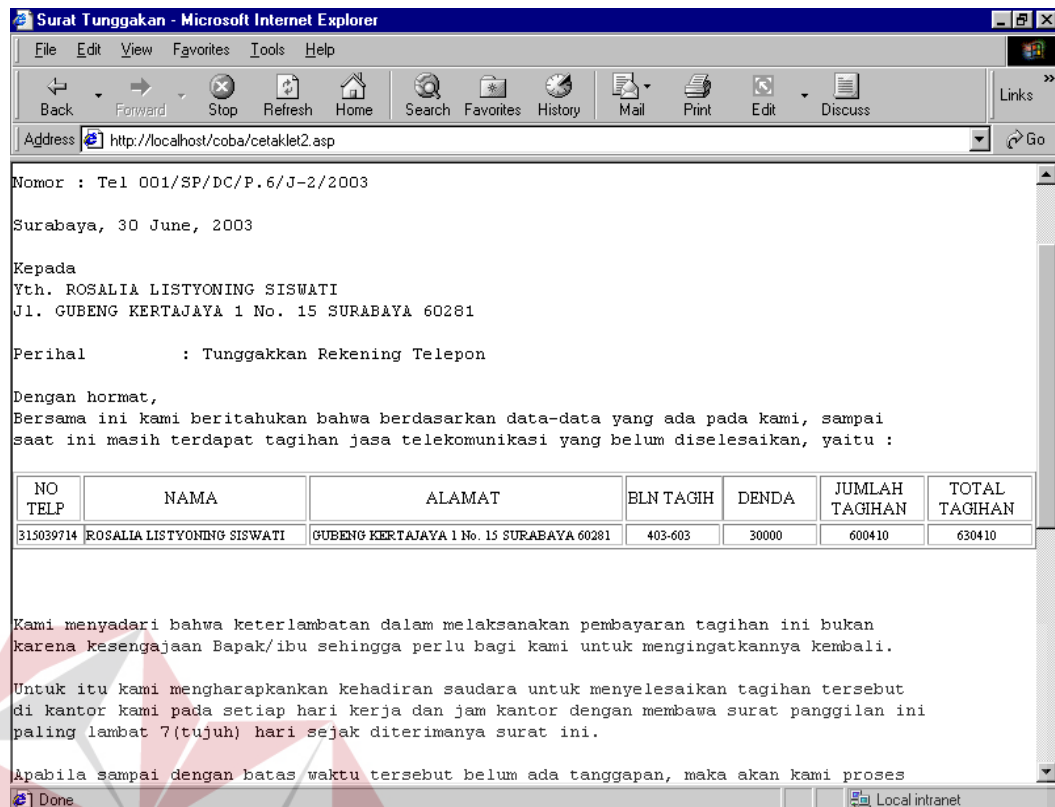 Surat Tunggakan - Microsoft Internet Explorer
File Edit View Favorites Tools Help
Back Forward Stop Refresh Home Search Favorites History Mail Print Edit Discuss Links »
Address http://localhost/coba/cetaklet2.asp Go
Nomor : Tel 001/SP/DC/P.6/J-2/2003
Surabaya, 30 June, 2003
Kepada
Yth. ROSALIA LISTYONING SISWATI
Jl. GUBENG KERTAJAYA 1 No. 15 SURABAYA 60281
Perihal : Tunggakkan Rekening Telepon
Dengan hormat,
Bersama ini kami beritahukan bahwa berdasarkan data-data yang ada pada kami, sampai
saat ini masih terdapat tagihan jasa telekomunikasi yang belum diselesaikan, yaitu :
NO TELP NAMA ALAMAT BLN TAGIH DENDA JUMLAH TAGIHAN TOTAL TAGIHAN
315039714 ROSALIA LISTYONING SISWATI GUBENG KERTAJAYA 1 No. 15 SURABAYA 60281 403-603 30000 600410 630410
Kami menyadari bahwa keterlambatan dalam melaksanakan pembayaran tagihan ini bukan
karena kesengajaan Bapak/ibu sehingga perlu bagi kami untuk mengingatkannya kembali.
Untuk itu kami mengharapkankan kehadiran saudara untuk menyelesaikan tagihan tersebut
di kantor kami pada setiap hari kerja dan jam kantor dengan membawa surat panggilan ini
paling lambat 7(tujuh) hari sejak diterimanya surat ini.
Apabila sampai dengan batas waktu tersebut belum ada tanggapan, maka akan kami proses
Done Local intranet